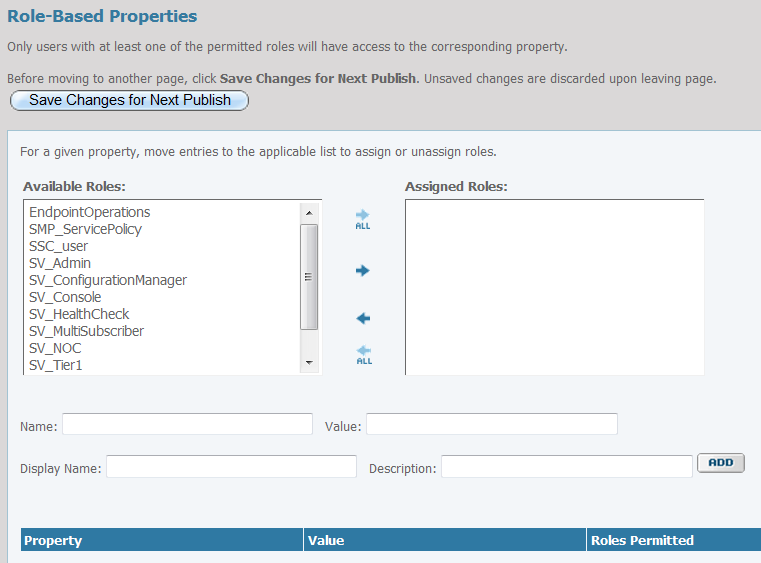 Role-Based Properties
Only users with at least one of the permitted roles will have access to the corresponding property.
Before moving to another page, click Save Changes for Next Publish. Unsaved changes are discarded upon leaving page.
Save Changes for Next Publish
For a given property, move entries to the applicable list to assign or unassign roles.
Available Roles:
Assigned Roles:
EndpointOperations
SMP_ServicePolicy
SSC_user
SV_Admin
SV_ConfigurationManager
SV_Console
SV_HealthCheck
SV_MultiSubscriber
SV_NOC
SV_Tier1
ALL
ALL
Name:
Value:
Display Name:
Description:
ADD
Property
Value
Roles Permitted